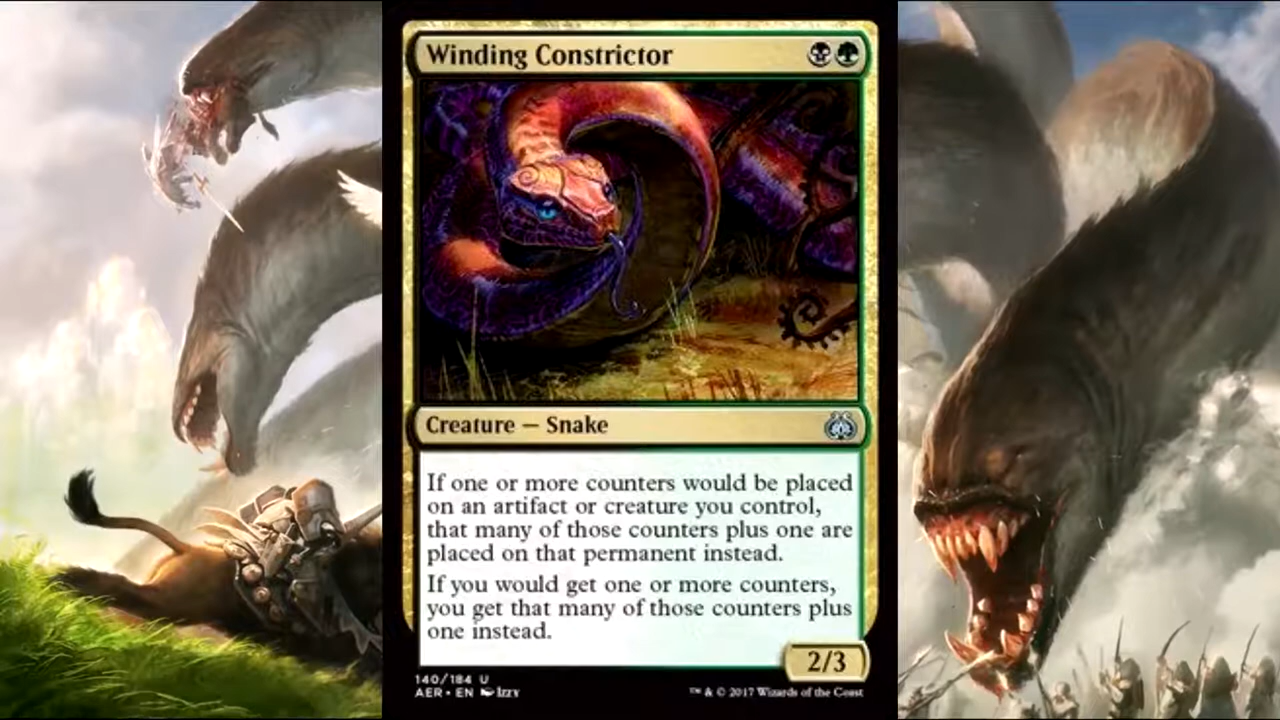 Winding Constrictor
Creature — Snake
If one or more counters would be placed
on an artifact or creature you control,
that many of those counters plus one are
placed on that permanent instead.
If you would get one or more counters,
you get that many of those counters plus
one instead.
2/3
140/184 U
AER • EN Izzy
™ & © 2017 Wizards of the Coast